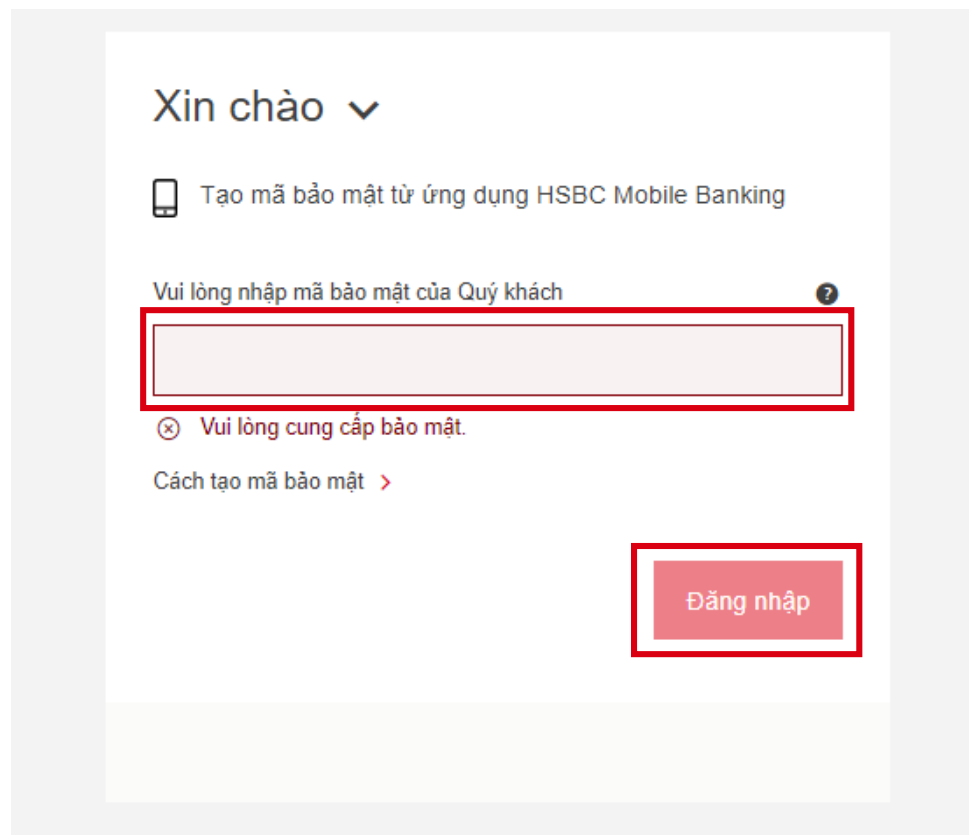 Xin chào
Tạo mã bảo mật từ ứng dụng HSBC Mobile Banking
Vui lòng nhập mã bảo mật của Quý khách
?
Vui lòng cung cấp bảo mật.
Cách tạo mã bảo mật
Đăng nhập